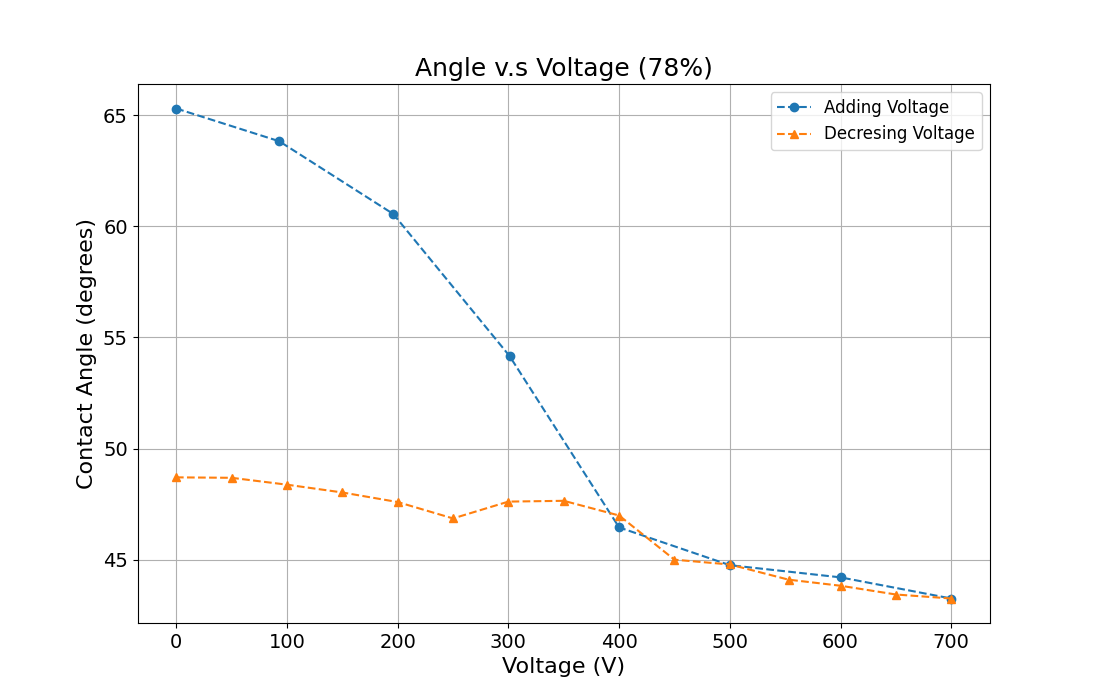 Angle v.s Voltage (78%)
Adding Voltage
Decresing Voltage
Contact Angle (degrees)
65
60
55
50
45
0 100 200 300 400 500 600 700
Voltage (V)